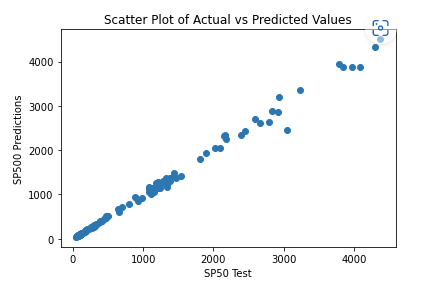 Scatter Plot of Actual vs Predicted Values
SP500 Predictions
4000
3000
2000
1000
0
0 1000 2000 3000 4000
SP50 Test